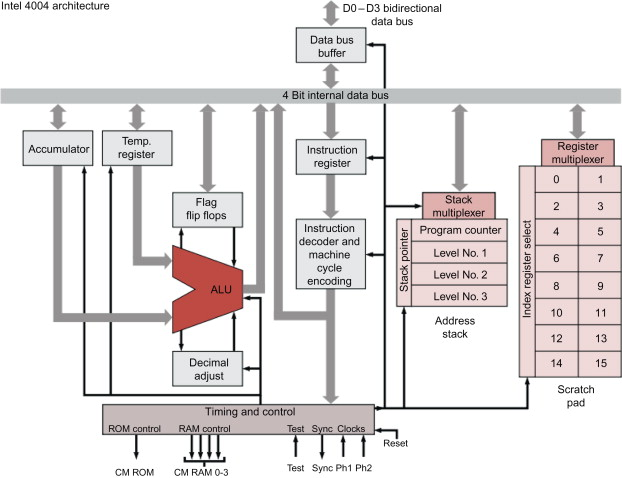 Intel 4004 architecture
D0–D3 bidirectional
data bus
Data bus
buffer
4 Bit internal data bus
Accumulator
Temp.
register
Flag
flip flops
ALU
Decimal
adjust
Instruction
register
Instruction
decoder and
machine
cycle
encoding
Stack
multiplexer
Stack pointer
Program counter
Level No. 1
Level No. 2
Level No. 3
Address
stack
Register
multiplexer
Index register select
0 1
2 3
4 5
6 7
8 9
10 11
12 13
14 15
Scratch
pad
Timing and control
ROM control RAM control Test Sync Clocks
Reset
CM ROM CM RAM 0-3 Test Sync Ph1 Ph2